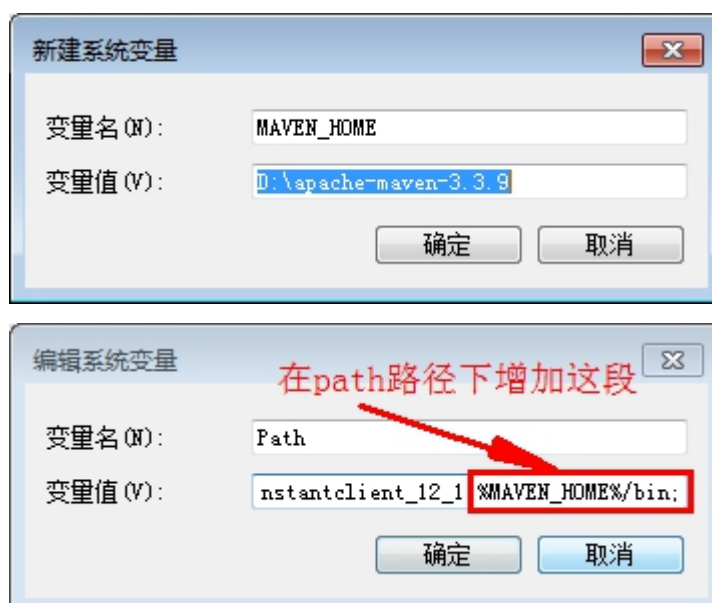 新建系统变量
变量名(N): MAVEN_HOME
变量值(V): D:\apache-maven-3.3.9
确定 取消
编辑系统变量
在path路径下增加这段
变量名(N): Path
变量值(V): nstantclient_12_1 %MAVEN_HOME%/bin;
确定 取消